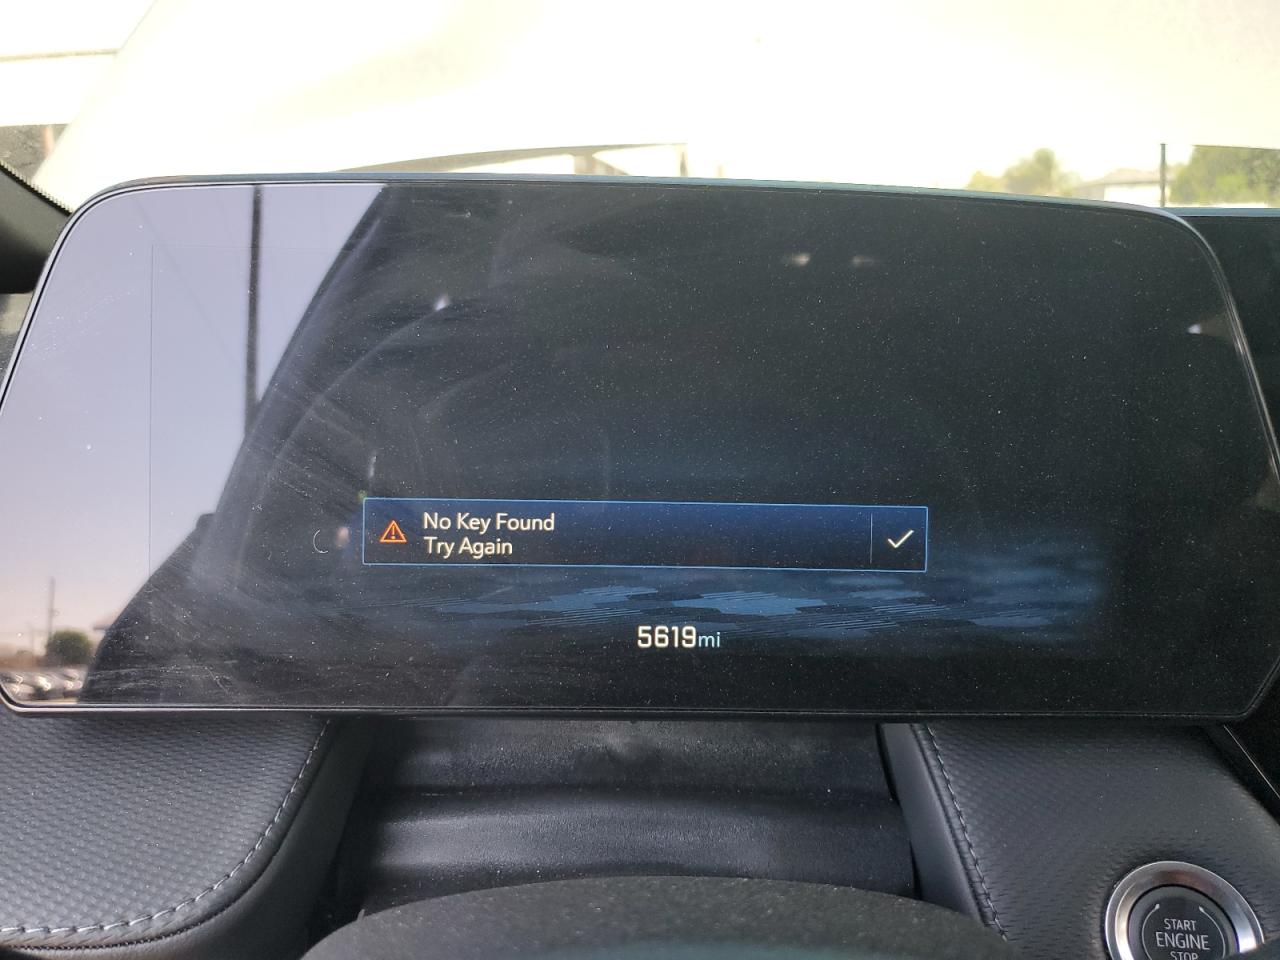 No Key Found
Try Again
5619mi
START
ENGINE
STOP